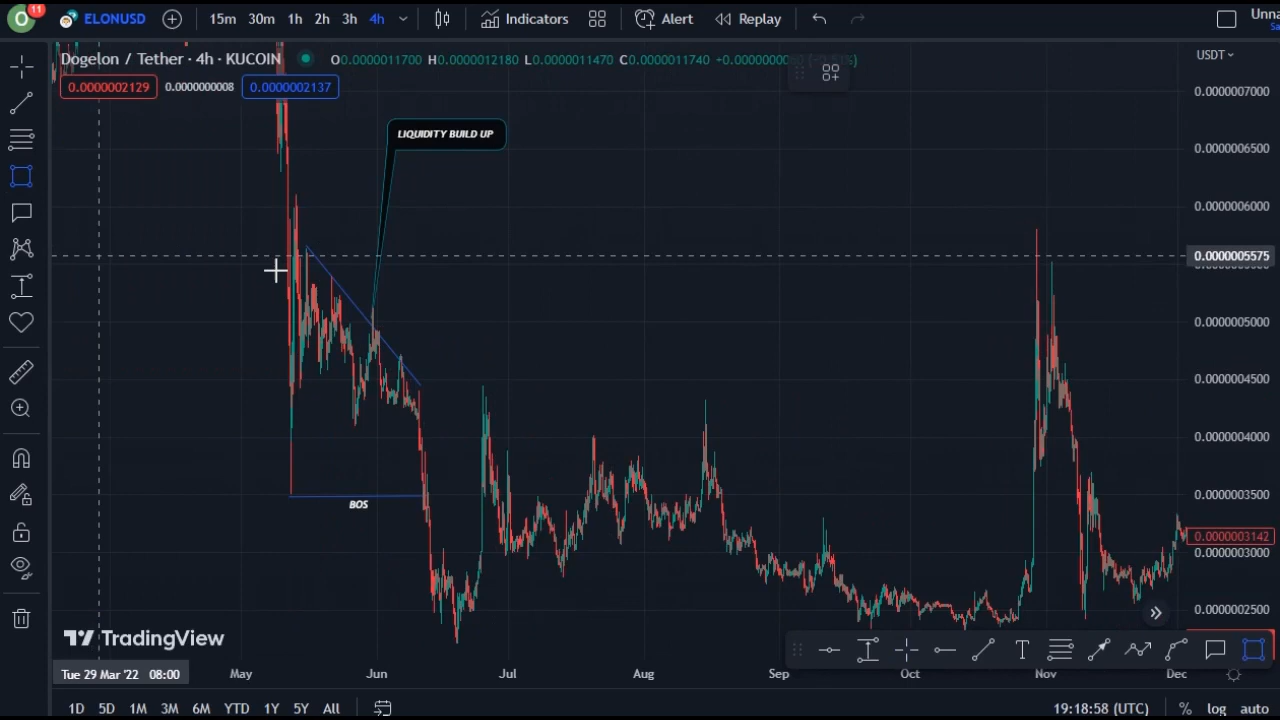 O 11 ELONUSD 15m 30m 1h 2h 3h 4h Indicators Alert Replay Unna
Sa
Dogelon / Tether · 4h · KUCOIN O0.0000011700 H0.0000012180 L0.0000011470 C0.0000011740
USDT
0.0000002129 0.0000000008 0.0000002137
0.0000007000
LIQUIDITY BUILD UP
0.0000006500
0.0000006000
0.0000005575
0.0000005000
0.0000004500
0.0000004000
0.0000003500
BOS
0.0000003142
0.0000003000
0.0000002500
TradingView
T
Tue 29 Mar '22 08:00 May Jun Jul Aug Sep Oct Nov Dec
1D 5D 1M 3M 6M YTD 1Y 5Y All 19:18:58 (UTC) % log auto